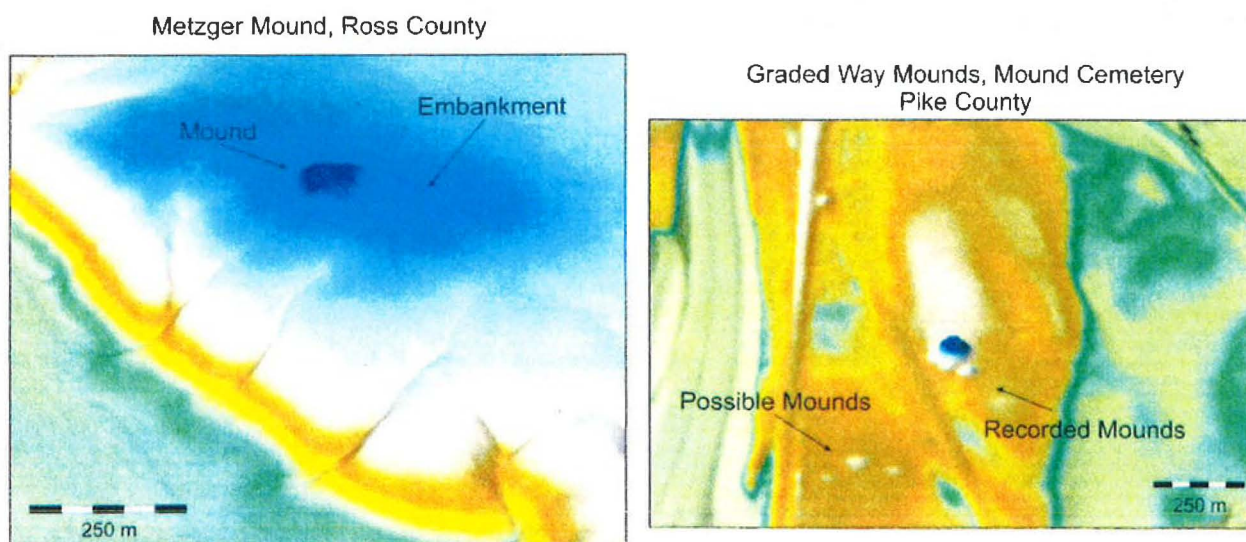 Metzger Mound, Ross County
Mound
Embankment
250 m
Graded Way Mounds, Mound Cemetery
Pike County
Possible Mounds
Recorded Mounds
250 m